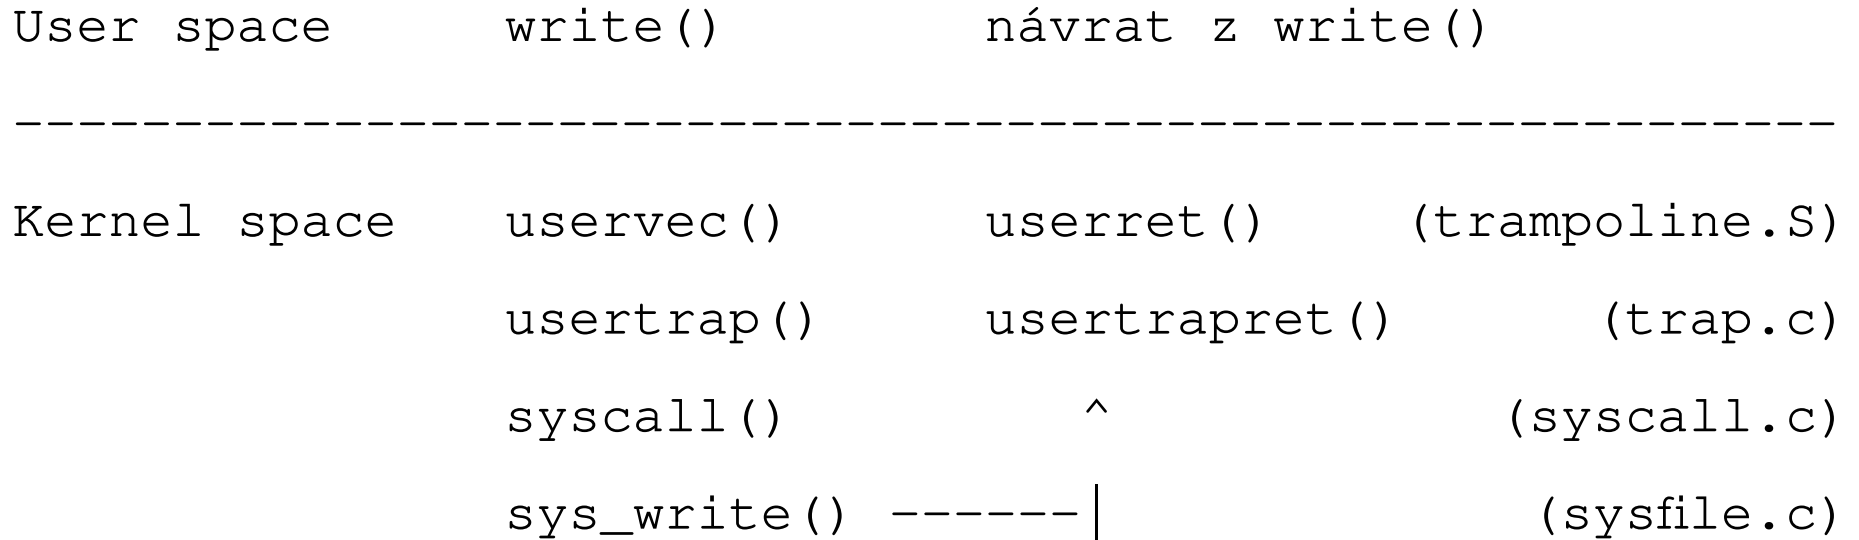 User space write() návrat z write()
---------------------------------------------------------
Kernel space uservec() userret() (trampoline.S)
usertrap() usertrapret() (trap.c)
syscall() ^ (syscall.c)
sys_write() ------| (sysfile.c)